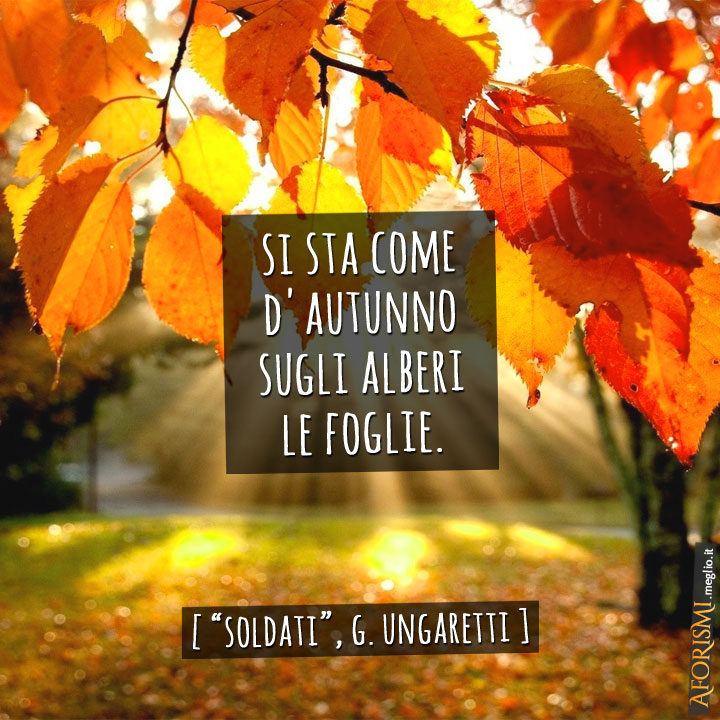 SI STA COME
D'AUTUNNO
SUGLI ALBERI
LE FOGLIE.
[ “SOLDATI”, G. UNGARETTI ]
AFORISMI.meglio.it